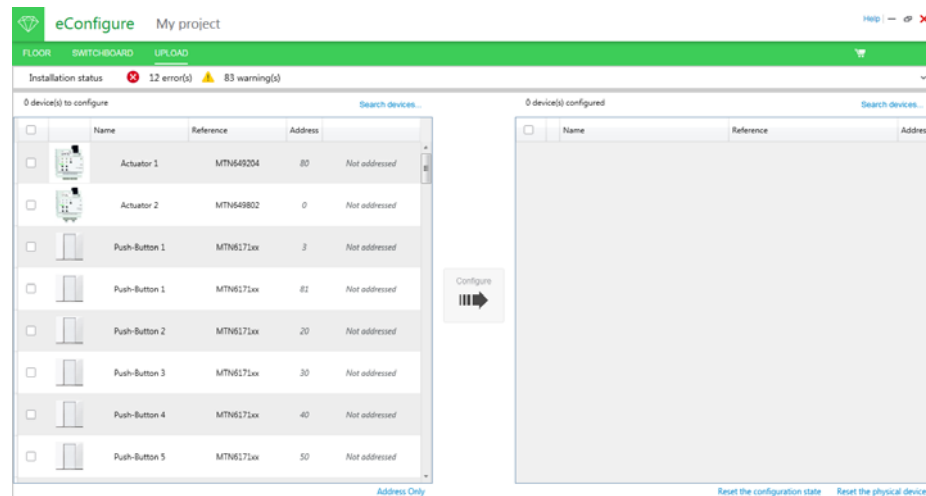 eConfigure My project Help
FLOOR SWITCHBOARD UPLOAD
Installation status 12 error(s) 83 warning(s)
0 device(s) to configure Search devices... 0 device(s) configured Search devices...
Name Reference Address Name Reference Addres
Actuator 1 MTN649204 80 Not addressed
Actuator 2 MTN649802 0 Not addressed
Push-Button 1 MTN6171xx 3 Not addressed
Push-Button 1 MTN6171xx 81 Not addressed
Push-Button 2 MTN6171xx 20 Not addressed
Push-Button 3 MTN6171xx 30 Not addressed
Push-Button 4 MTN6171xx 40 Not addressed
Push-Button 5 MTN6171xx 50 Not addressed
Configure
Address Only Reset the configuration state Reset the physical device